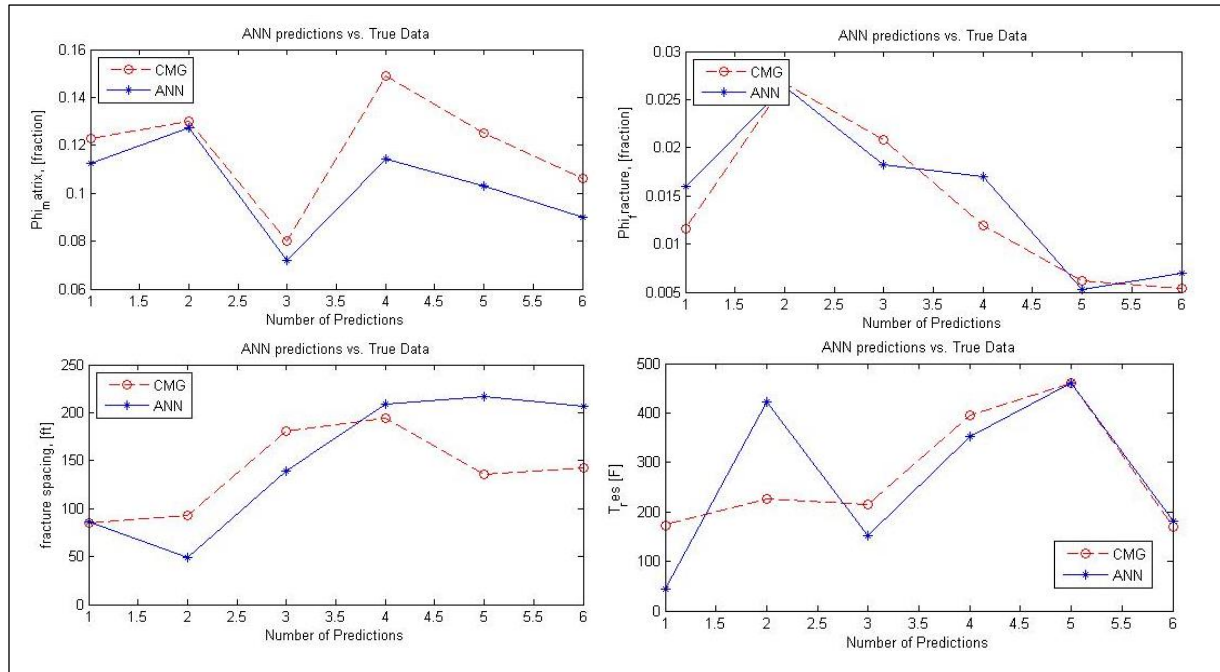 ANN predictions vs. True Data
0.16
0.14
0.12
0.1
0.08
0.06
Phi_m atrix, [fraction]
CMG
ANN
1 1.5 2 2.5 3 3.5 4 4.5 5 5.5 6
Number of Predictions
ANN predictions vs. True Data
0.03
0.025
0.02
0.015
0.01
0.005
Phi_f racture, [fraction]
CMG
ANN
1 1.5 2 2.5 3 3.5 4 4.5 5 5.5 6
Number of Predictions
ANN predictions vs. True Data
250
200
150
100
50
0
fracture spacing, [ft]
CMG
ANN
1 1.5 2 2.5 3 3.5 4 4.5 5 5.5 6
Number of Predictions
ANN predictions vs. True Data
500
400
300
200
100
0
T_r es [F]
CMG
ANN
1 1.5 2 2.5 3 3.5 4 4.5 5 5.5 6
Number of Predictions